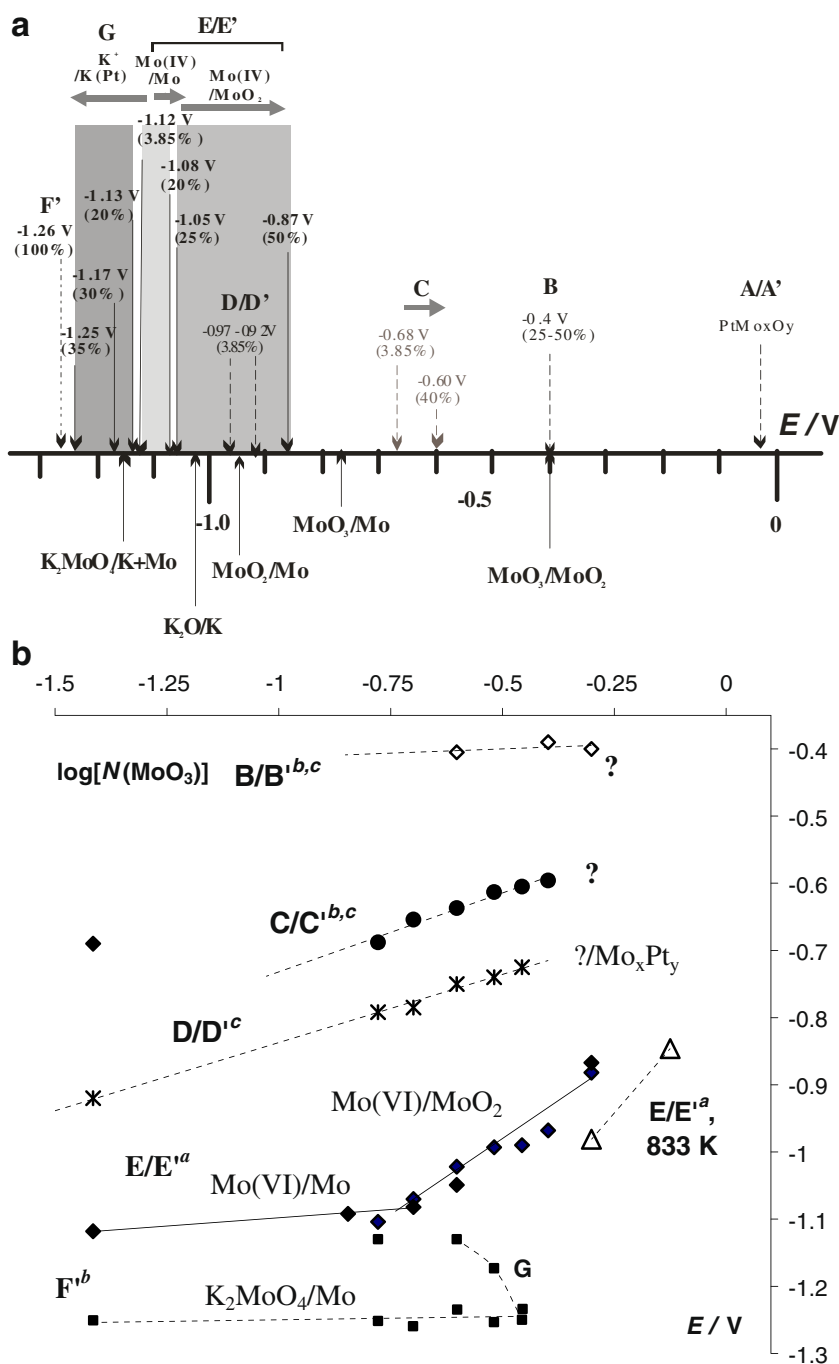 a
G
E/E’
K⁺
/K(Pt)
Mo(IV)
/Mo
Mo(IV)
/MoO₂
-1.12 V
(3.85%)
-1.08 V
(20%)
-1.13 V
(20%)
F’
-1.26 V
(100%)
-1.05 V
(25%)
-0.87 V
(50%)
-1.17 V
(30%)
D/D’
C
B
A/A’
-1.25 V
(35%)
-0.97 -0.92V
(3.85%)
-0.68 V
(3.85%)
-0.4 V
(25-50%)
PtMoxOy
-0.60 V
(40%)
E / V
-1.0
-0.5
0
MoO₃/Mo
K₂MoO₄/K+Mo
MoO₂/Mo
MoO₃/MoO₂
K₂O/K
b
-1.5 -1.25 -1 -0.75 -0.5 -0.25 0
log[N(MoO₃)]
B/B'ᵇ,ᶜ
?
-0.4
-0.5
-0.6
C/C'ᵇ,ᶜ
?
-0.7
?/MoₓPtᵧ
D/D'ᶜ
-0.8
Mo(VI)/MoO₂
-0.9
E/E'ᵃ,
833 K
E/E'ᵃ
Mo(VI)/Mo
-1
-1.1
G
F'ᵇ
K₂MoO₄/Mo
-1.2
E / V
-1.3